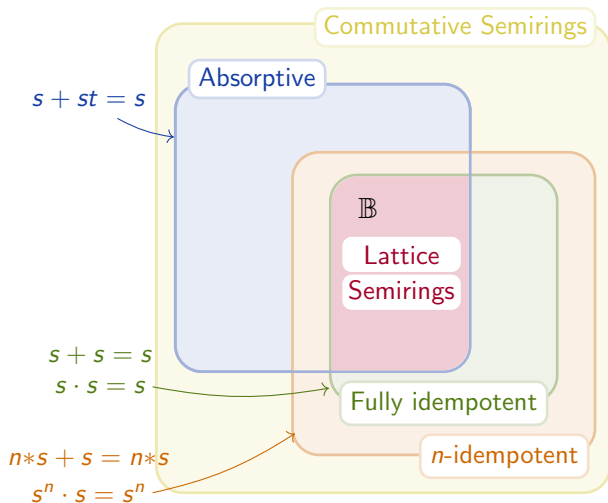 Commutative Semirings
Absorptive
s + st = s
𝔹
Lattice
Semirings
s + s = s
s · s = s
Fully idempotent
n∗s + s = n∗s
sⁿ · s = sⁿ
n-idempotent